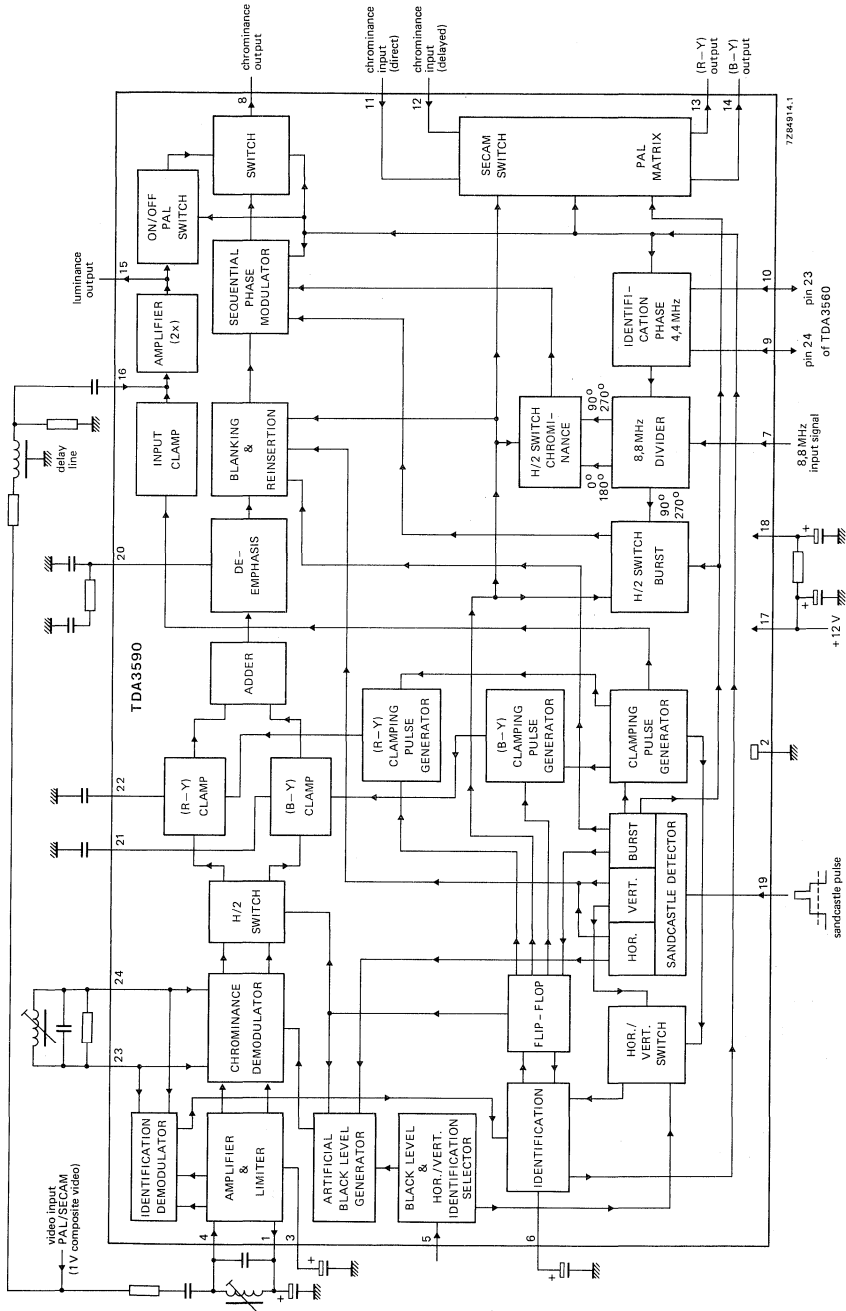 chrominance
output
8
SWITCH
ON/OFF
PAL
SWITCH
luminance
output
15
AMPLIFIER
(2x)
16
INPUT
CLAMP
delay
line
SEQUENTIAL
PHASE
MODULATOR
BLANKING
&
REINSERTION
DE-
EMPHASIS
20
ADDER
TDA3590
22
(R-Y)
CLAMP
21
(B-Y)
CLAMP
H/2
SWITCH
24
23
CHROMINANCE
DEMODULATOR
IDENTIFICATION
DEMODULATOR
AMPLIFIER
&
LIMITER
video input
PAL/SECAM
(1V composite video)
4
1
3
ARTIFICIAL
BLACK LEVEL
GENERATOR
BLACK LEVEL
&
HOR./VERT.
IDENTIFICATION
SELECTOR
5
IDENTIFICATION
6
FLIP-FLOP
HOR./
VERT.
SWITCH
HOR.
VERT.
BURST
SANDCASTLE DETECTOR
19
sandcastle pulse
(R-Y)
CLAMPING
PULSE
GENERATOR
(B-Y)
CLAMPING
PULSE
GENERATOR
CLAMPING
PULSE
GENERATOR
2
17
+12 V
18
H/2 SWITCH
BURST
90°
270°
H/2 SWITCH
CHROMI-
NANCE
0°
180°
90°
270°
8,8 MHz
DIVIDER
7
8,8 MHz
input signal
IDENTIFI-
CATION
PHASE
4,4 MHz
9
pin 24
10
pin 23
of TDA3560
chrominance
input
(direct)
11
chrominance
input
(delayed)
12
SECAM
SWITCH
PAL
MATRIX
13
(R-Y)
output
14
(B-Y)
output
7Z84914.1